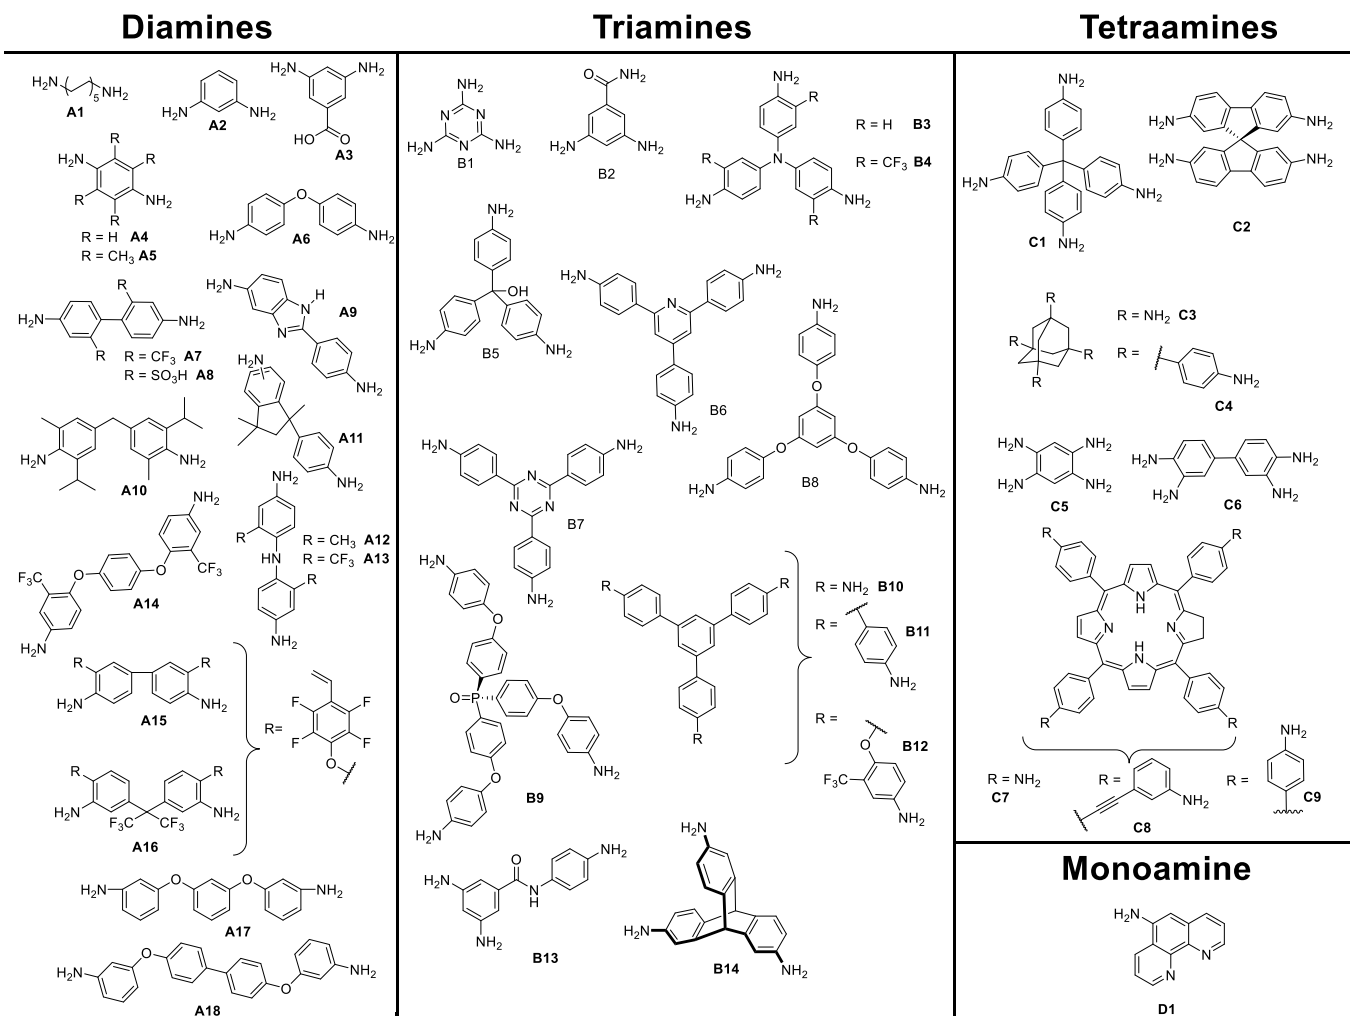 Diamines
Triamines
Tetraamines
H₂N
5
NH₂
A1
H₂N
NH₂
A2
H₂N
NH₂
HO
O
A3
H₂N
R
R
R
R
NH₂
R = H A4
R = CH₃ A5
O
H₂N
NH₂
A6
H₂N
R
R
NH₂
R = CF₃ A7
R = SO₃H A8
H₂N
H
N
N
NH₂
A9
H₂N
NH₂
A10
H₂N
NH₂
A11
NH₂
R
HN
R
NH₂
R = CH₃ A12
R = CF₃ A13
NH₂
CF₃
O
O
F₃C
H₂N
A14
R
R
H₂N
NH₂
A15
R
R
H₂N
NH₂
F₃C
CF₃
A16
R=
F
F
F
F
O
H₂N
O
O
NH₂
A17
H₂N
O
O
NH₂
A18
NH₂
N
N
N
H₂N
NH₂
B1
O
NH₂
H₂N
NH₂
B2
NH₂
R
R
N
H₂N
NH₂
R
R = H B3
R = CF₃ B4
NH₂
OH
H₂N
NH₂
B5
H₂N
NH₂
N
NH₂
B6
NH₂
O
O
O
H₂N
NH₂
B8
H₂N
NH₂
N
N
N
NH₂
B7
H₂N
O
O=P
O
O
NH₂
H₂N
B9
R
R
R
R = NH₂ B10
R =
NH₂
B11
R =
O
F₃C
NH₂
B12
H₂N
O
N
H
NH₂
NH₂
B13
H₂N
H₂N
NH₂
B14
NH₂
H₂N
NH₂
C1 NH₂
H₂N
NH₂
H₂N
NH₂
C2
R
R
R
R
R = NH₂ C3
R =
NH₂
C4
H₂N
NH₂
H₂N
NH₂
C5
H₂N
NH₂
H₂N
NH₂
C6
R
R
N
H
N
N
H
N
R
R
R = NH₂
C7
R =
NH₂
C8
R =
NH₂
C9
Monoamine
H₂N
N
N
D1